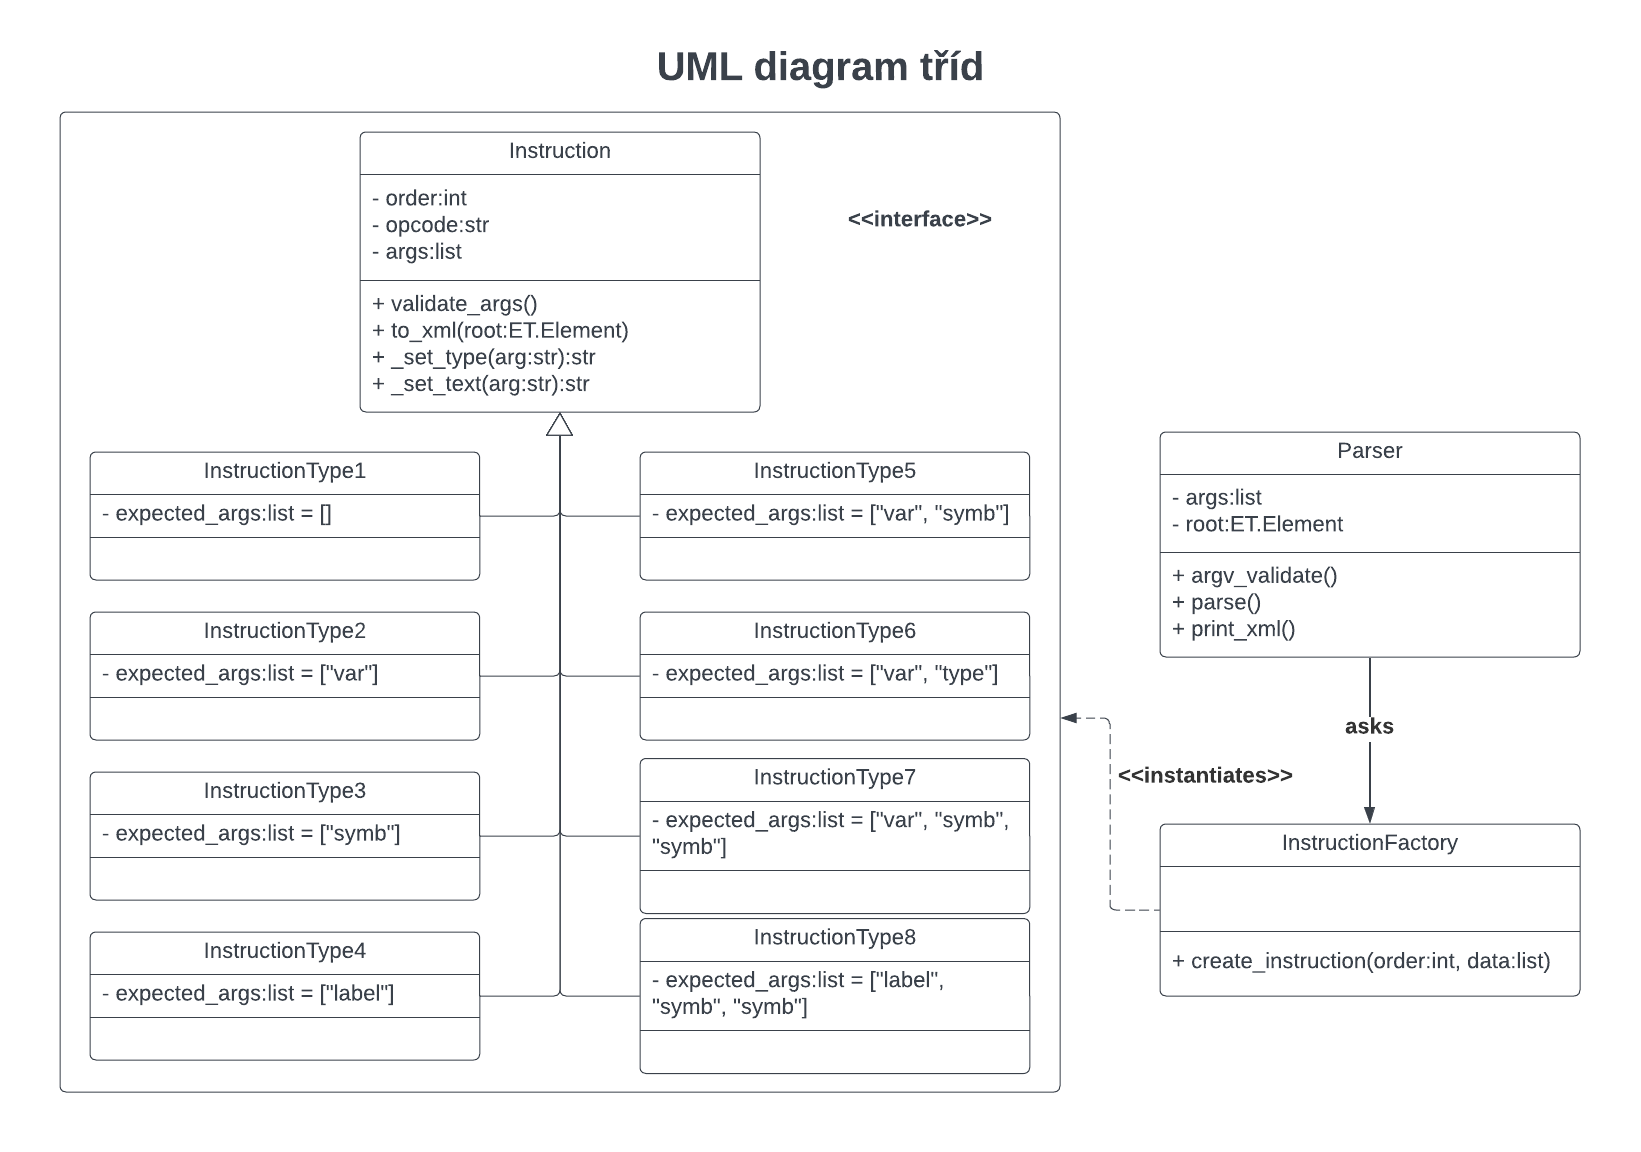 UML diagram tříd
Instruction
- order:int
- opcode:str
- args:list
<<interface>>
+ validate_args()
+ to_xml(root:ET.Element)
+ _set_type(arg:str):str
+ _set_text(arg:str):str
InstructionType1
- expected_args:list = []
InstructionType5
- expected_args:list = ["var", "symb"]
InstructionType2
- expected_args:list = ["var"]
InstructionType6
- expected_args:list = ["var", "type"]
InstructionType3
- expected_args:list = ["symb"]
InstructionType7
- expected_args:list = ["var", "symb",
"symb"]
InstructionType4
- expected_args:list = ["label"]
InstructionType8
- expected_args:list = ["label",
"symb", "symb"]
Parser
- args:list
- root:ET.Element
+ argv_validate()
+ parse()
+ print_xml()
asks
<<instantiates>>
InstructionFactory
+ create_instruction(order:int, data:list)